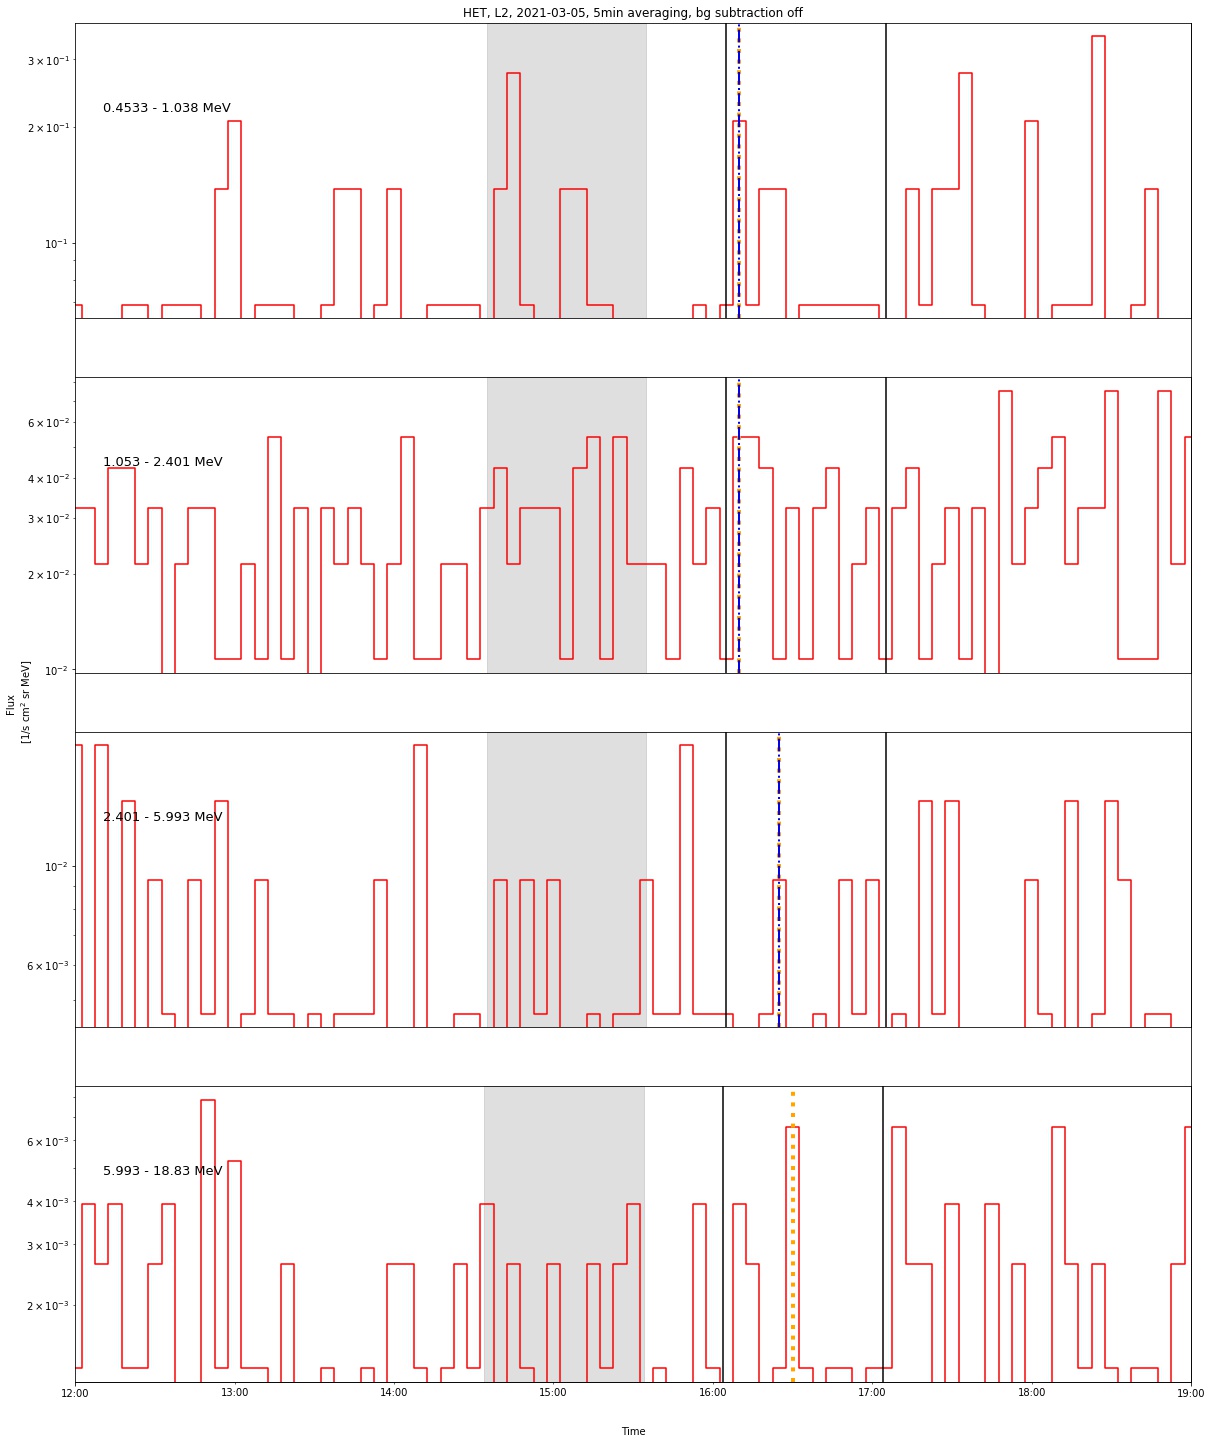 HET, L2, 2021-03-05, 5min averaging, bg subtraction off
3 × 10⁻¹
0.4533 - 1.038 MeV
2 × 10⁻¹
10⁻¹
6 × 10⁻²
1.053 - 2.401 MeV
4 × 10⁻²
3 × 10⁻²
2 × 10⁻²
10⁻²
Flux
[1/s cm² sr MeV]
2.401 - 5.993 MeV
10⁻²
6 × 10⁻³
6 × 10⁻³
5.993 - 18.83 MeV
4 × 10⁻³
3 × 10⁻³
2 × 10⁻³
12:00 13:00 14:00 15:00 16:00 17:00 18:00 19:00
Time